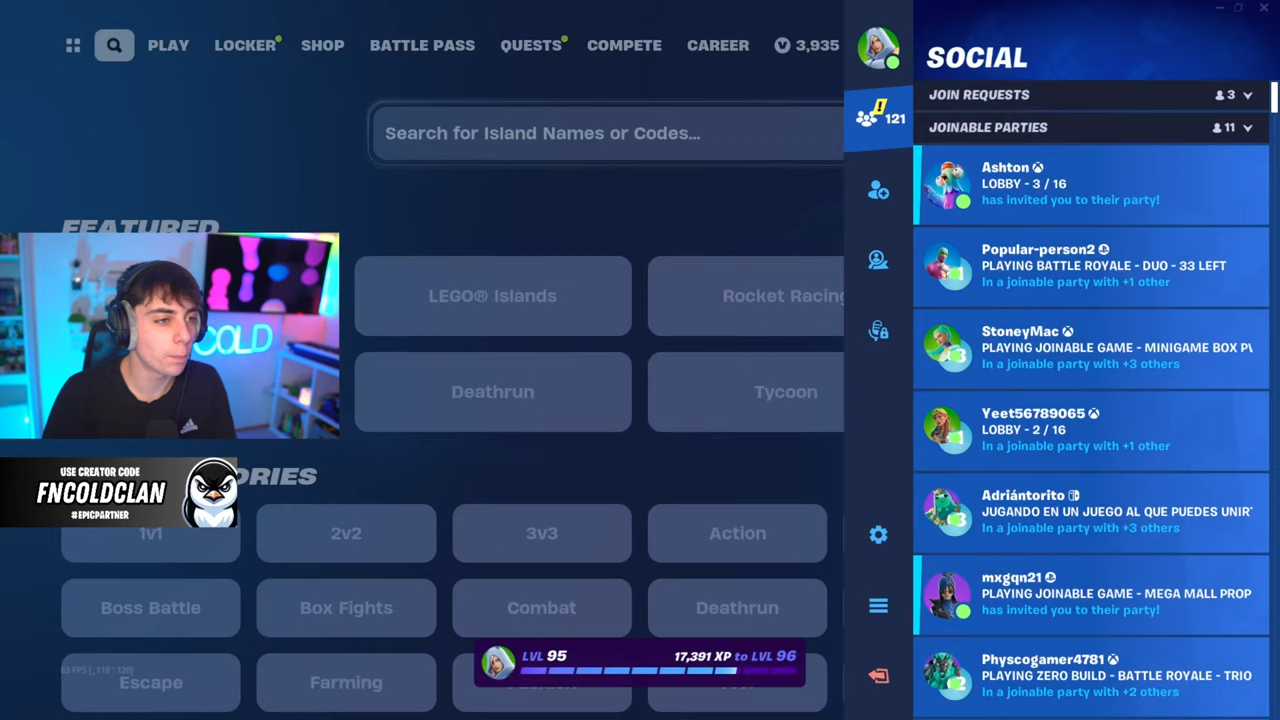 PLAY
LOCKER
SHOP
BATTLE PASS
QUESTS
COMPETE
CAREER
3,935
Search for Island Names or Codes...
FEATURED
LEGO® Islands
Rocket Racing
Deathrun
Tycoon
COLD
USE CREATOR CODE
FNCOLDCLAN
#EPICPARTNER
ORIES
1v1
2v2
3v3
Action
Boss Battle
Box Fights
Combat
Deathrun
Escape
Farming
LVL 95
17,391 XP to LVL 96
121
SOCIAL
JOIN REQUESTS
3
JOINABLE PARTIES
11
Ashton
LOBBY - 3 / 16
has invited you to their party!
Popular-person2
PLAYING BATTLE ROYALE - DUO - 33 LEFT
In a joinable party with +1 other
StoneyMac
PLAYING JOINABLE GAME - MINIGAME BOX PV
In a joinable party with +3 others
Yeet56789065
LOBBY - 2 / 16
In a joinable party with +1 other
Adriántorito
JUGANDO EN UN JUEGO AL QUE PUEDES UNIR
In a joinable party with +3 others
mxgqn21
PLAYING JOINABLE GAME - MEGA MALL PROP
has invited you to their party!
Physcogamer4781
PLAYING ZERO BUILD - BATTLE ROYALE - TRIO
In a joinable party with +2 others